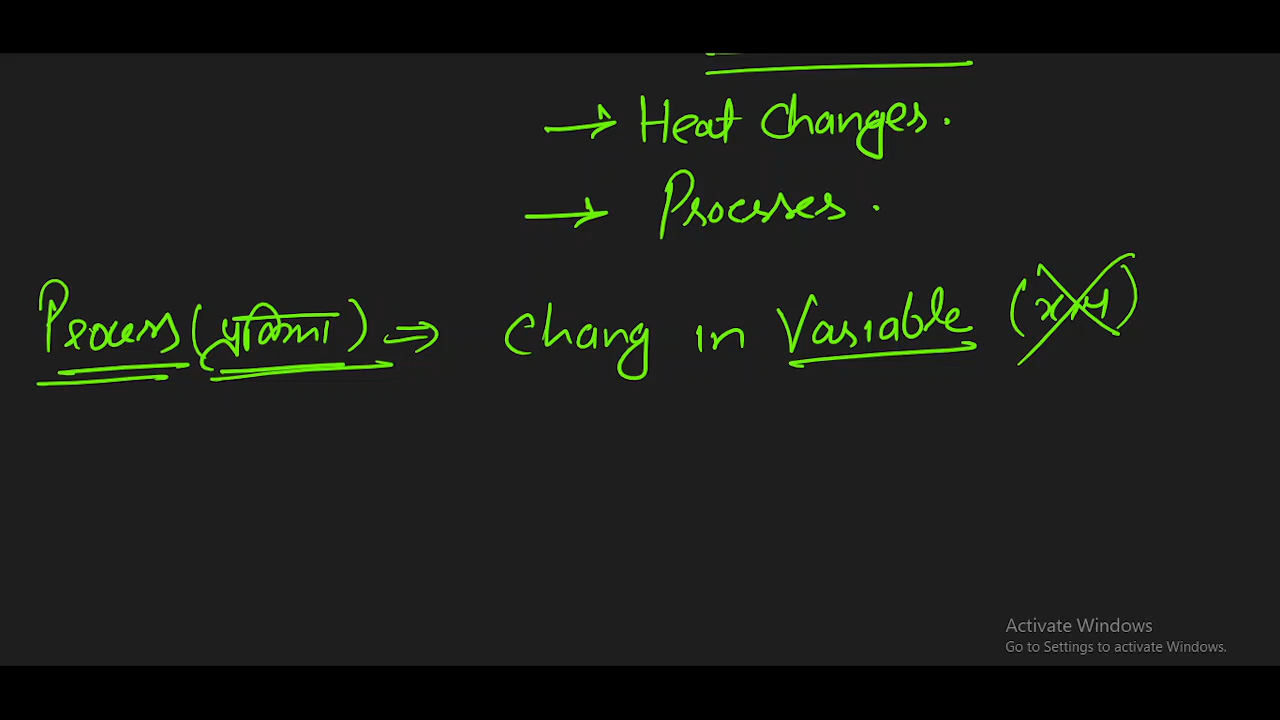 → Heat Changes.
→ Processes.
Process (प्रक्रिया) ⇒ Chang in Variable (x, y)
Activate Windows
Go to Settings to activate Windows.